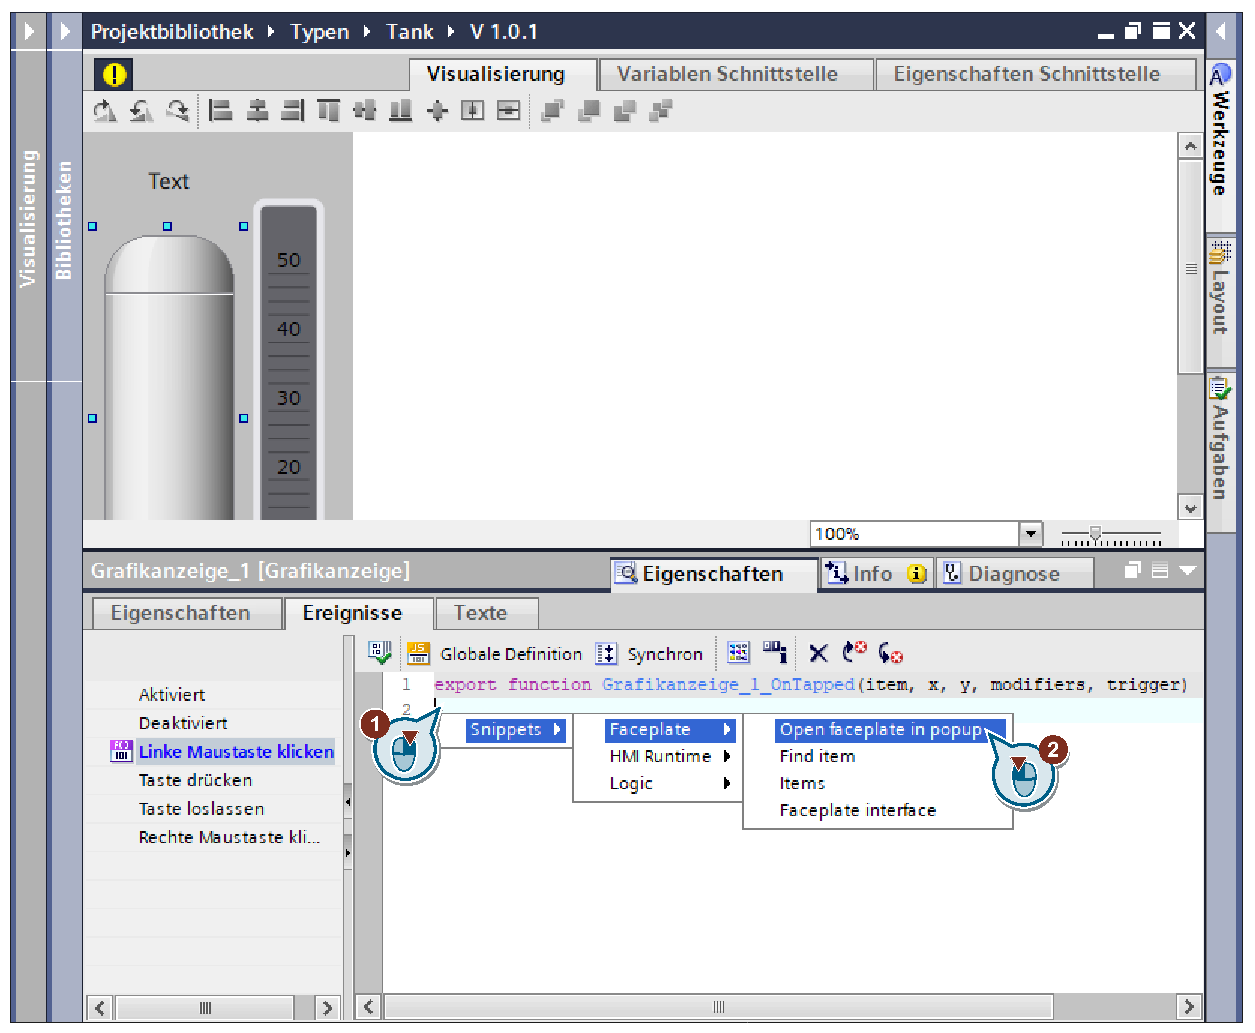 Projektbibliothek Typen Tank V 1.0.1
Visualisierung Variablen Schnittstelle Eigenschaften Schnittstelle
Visualisierung
Bibliotheken
Werkzeuge
Layout
Aufgaben
Text
50
40
30
20
100%
Grafikanzeige_1 [Grafikanzeige]
Eigenschaften Info Diagnose
Eigenschaften Ereignisse Texte
Globale Definition Synchron
Aktiviert
Deaktiviert
Linke Maustaste klicken
Taste drücken
Taste loslassen
Rechte Maustaste kli...
1 export function Grafikanzeige_1_OnTapped(item, x, y, modifiers, trigger)
2
1
Snippets
Faceplate
HMI Runtime
Logic
Open faceplate in popup
Find item
Items
Faceplate interface
2